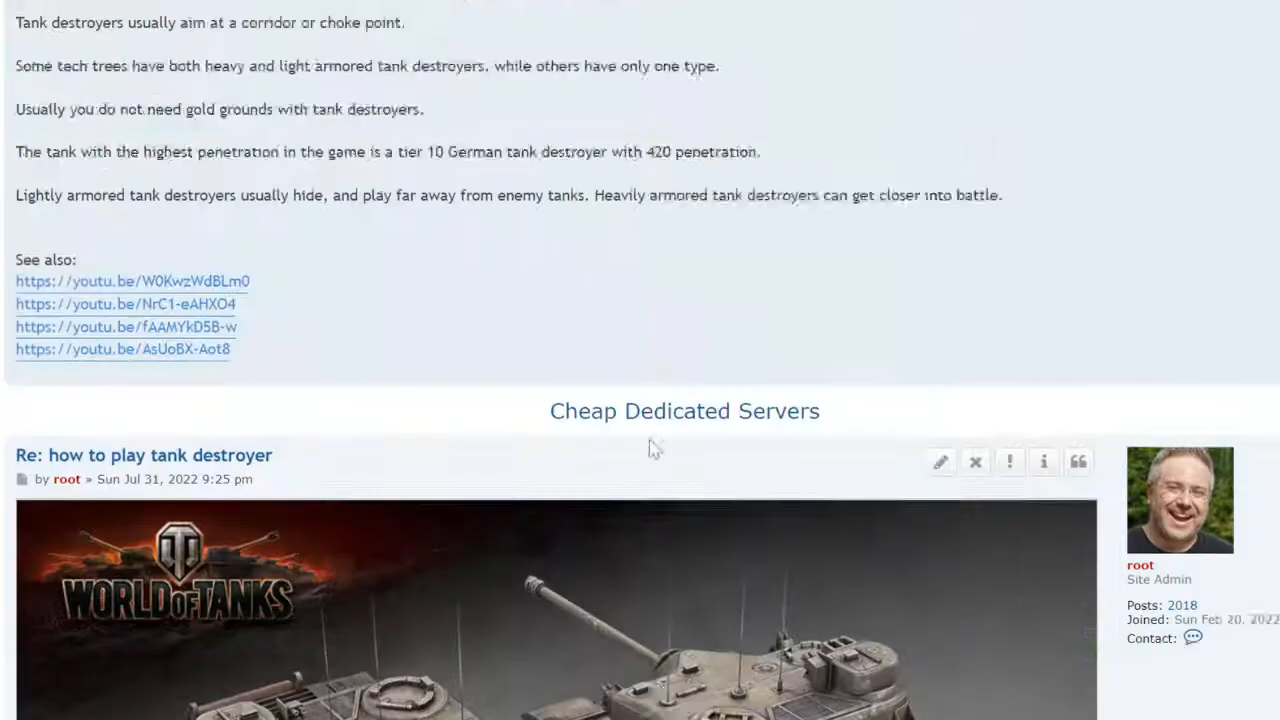 Tank destroyers usually aim at a corridor or choke point.
Some tech trees have both heavy and light armored tank destroyers, while others have only one type.
Usually you do not need gold grounds with tank destroyers.
The tank with the highest penetration in the game is a tier 10 German tank destroyer with 420 penetration.
Lightly armored tank destroyers usually hide, and play far away from enemy tanks. Heavily armored tank destroyers can get closer into battle.
See also:
https://youtu.be/W0KwzWdBLm0
https://youtu.be/NrC1-eAHXO4
https://youtu.be/fAAMYkD5B-w
https://youtu.be/AsUoBX-Aot8
Cheap Dedicated Servers
Re: how to play tank destroyer
by root » Sun Jul 31, 2022 9:25 pm
WORLD OF TANKS
root
Site Admin
Posts: 2018
Joined: Sun Feb 20, 2022
Contact: